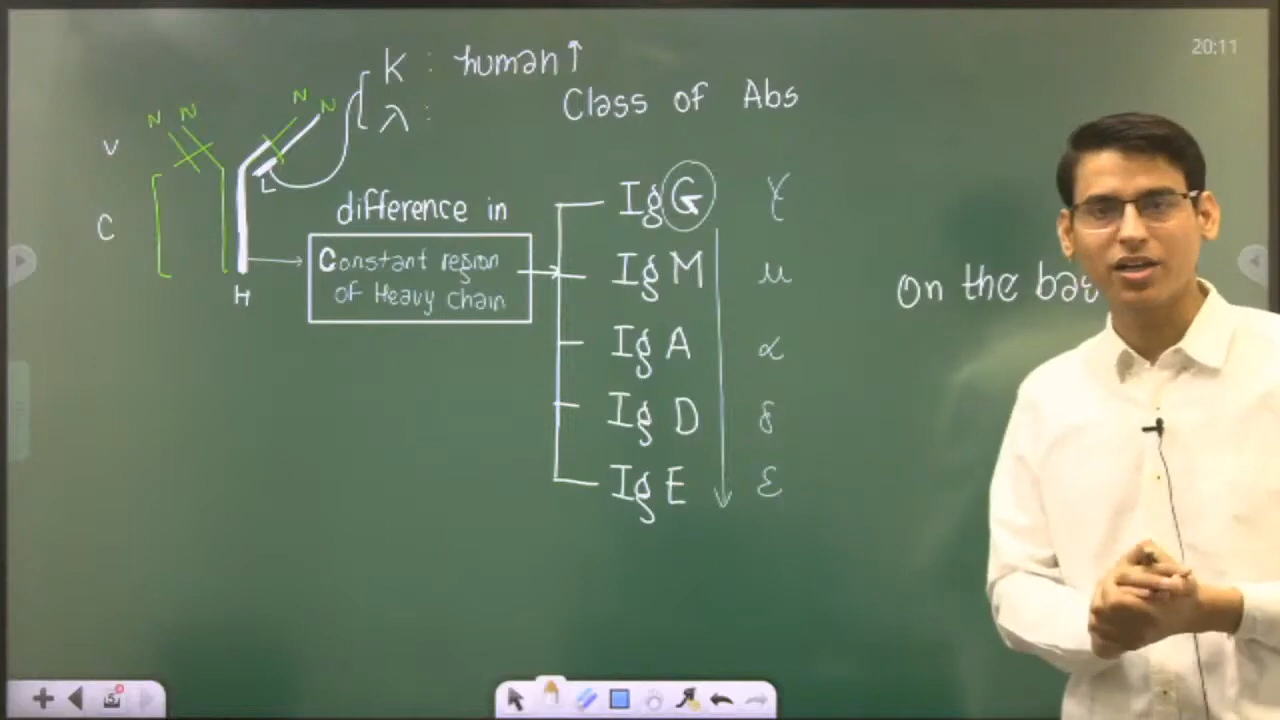 20:11
K : human ↑
λ :
Class of Abs
N N N N
V
L
C
H
difference in
Constant region
of Heavy chain
IgG γ
IgM μ
IgA α
IgD δ
IgE ε
On the